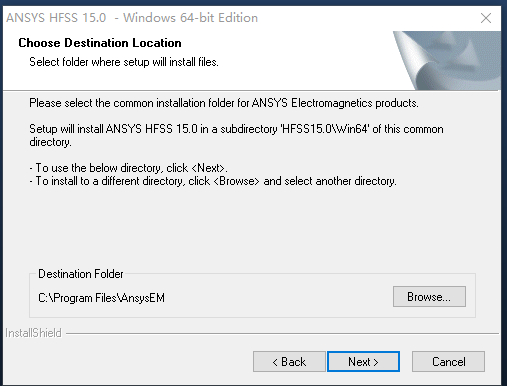 ANSYS HFSS 15.0 - Windows 64-bit Edition
Choose Destination Location
Select folder where setup will install files.
Please select the common installation folder for ANSYS Electromagnetics products.
Setup will install ANSYS HFSS 15.0 in a subdirectory 'HFSS15.0\Win64' of this common
directory.
- To use the below directory, click <Next>.
- To install to a different directory, click <Browse> and select another directory.
Destination Folder
C:\Program Files\AnsysEM
Browse...
InstallShield
< Back
Next >
Cancel